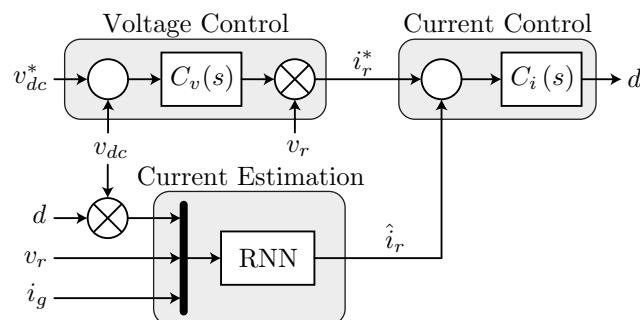 Voltage Control
Current Control
v*dc
Cv(s)
i*r
Ci(s)
d
vdc
vr
Current Estimation
d
vr
RNN
îr
ig